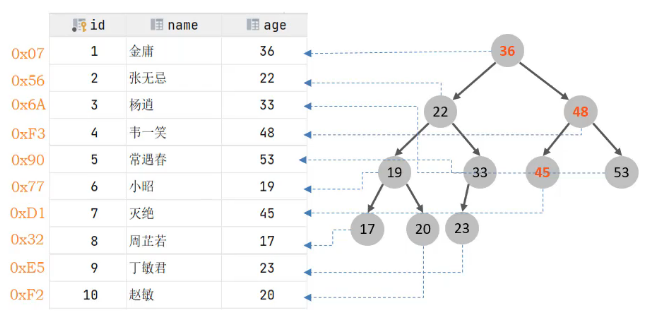 id name age
0x07 1 金庸 36
0x56 2 张无忌 22
0x6A 3 杨逍 33
0xF3 4 韦一笑 48
0x90 5 常遇春 53
0x77 6 小昭 19
0xD1 7 灭绝 45
0x32 8 周芷若 17
0xE5 9 丁敏君 23
0xF2 10 赵敏 20
36
22 48
19 33 45 53
17 20 23